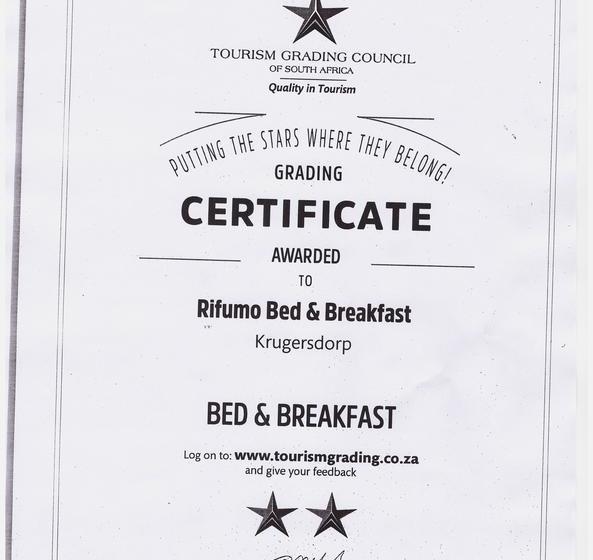 TOURISM GRADING COUNCIL
OF SOUTH AFRICA
Quality in Tourism
PUTTING THE STARS WHERE THEY BELONG!
GRADING
CERTIFICATE
AWARDED
TO
Rifumo Bed & Breakfast
Krugersdorp
BED & BREAKFAST
Log on to: www.tourismgrading.co.za
and give your feedback